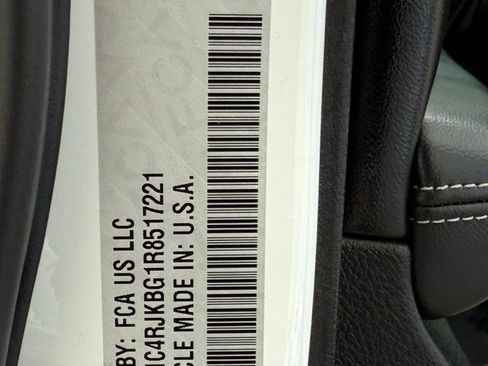 BY: FCA US LLC
1C4RJKBG1R8517221
CLE MADE IN: U.S.A.